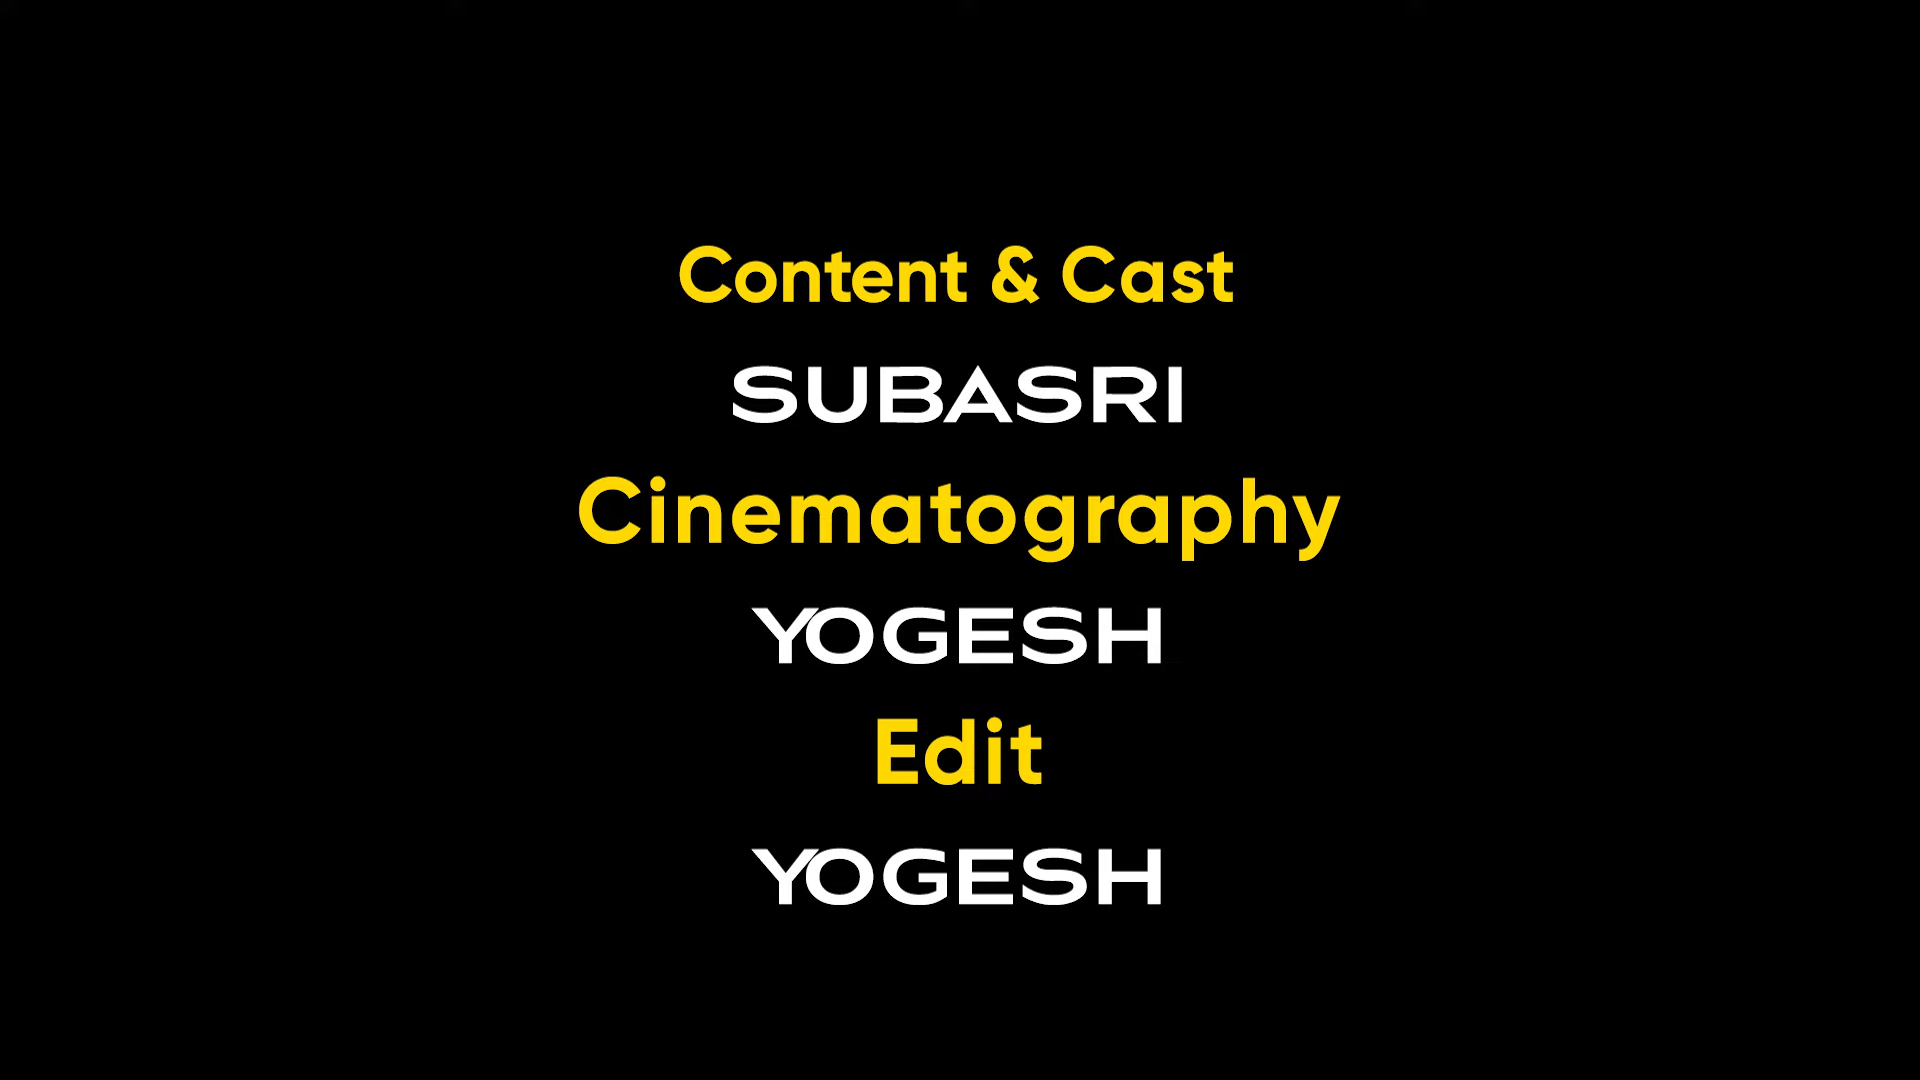 Content & Cast
SUBASRI
Cinematography
YOGESH
Edit
YOGESH